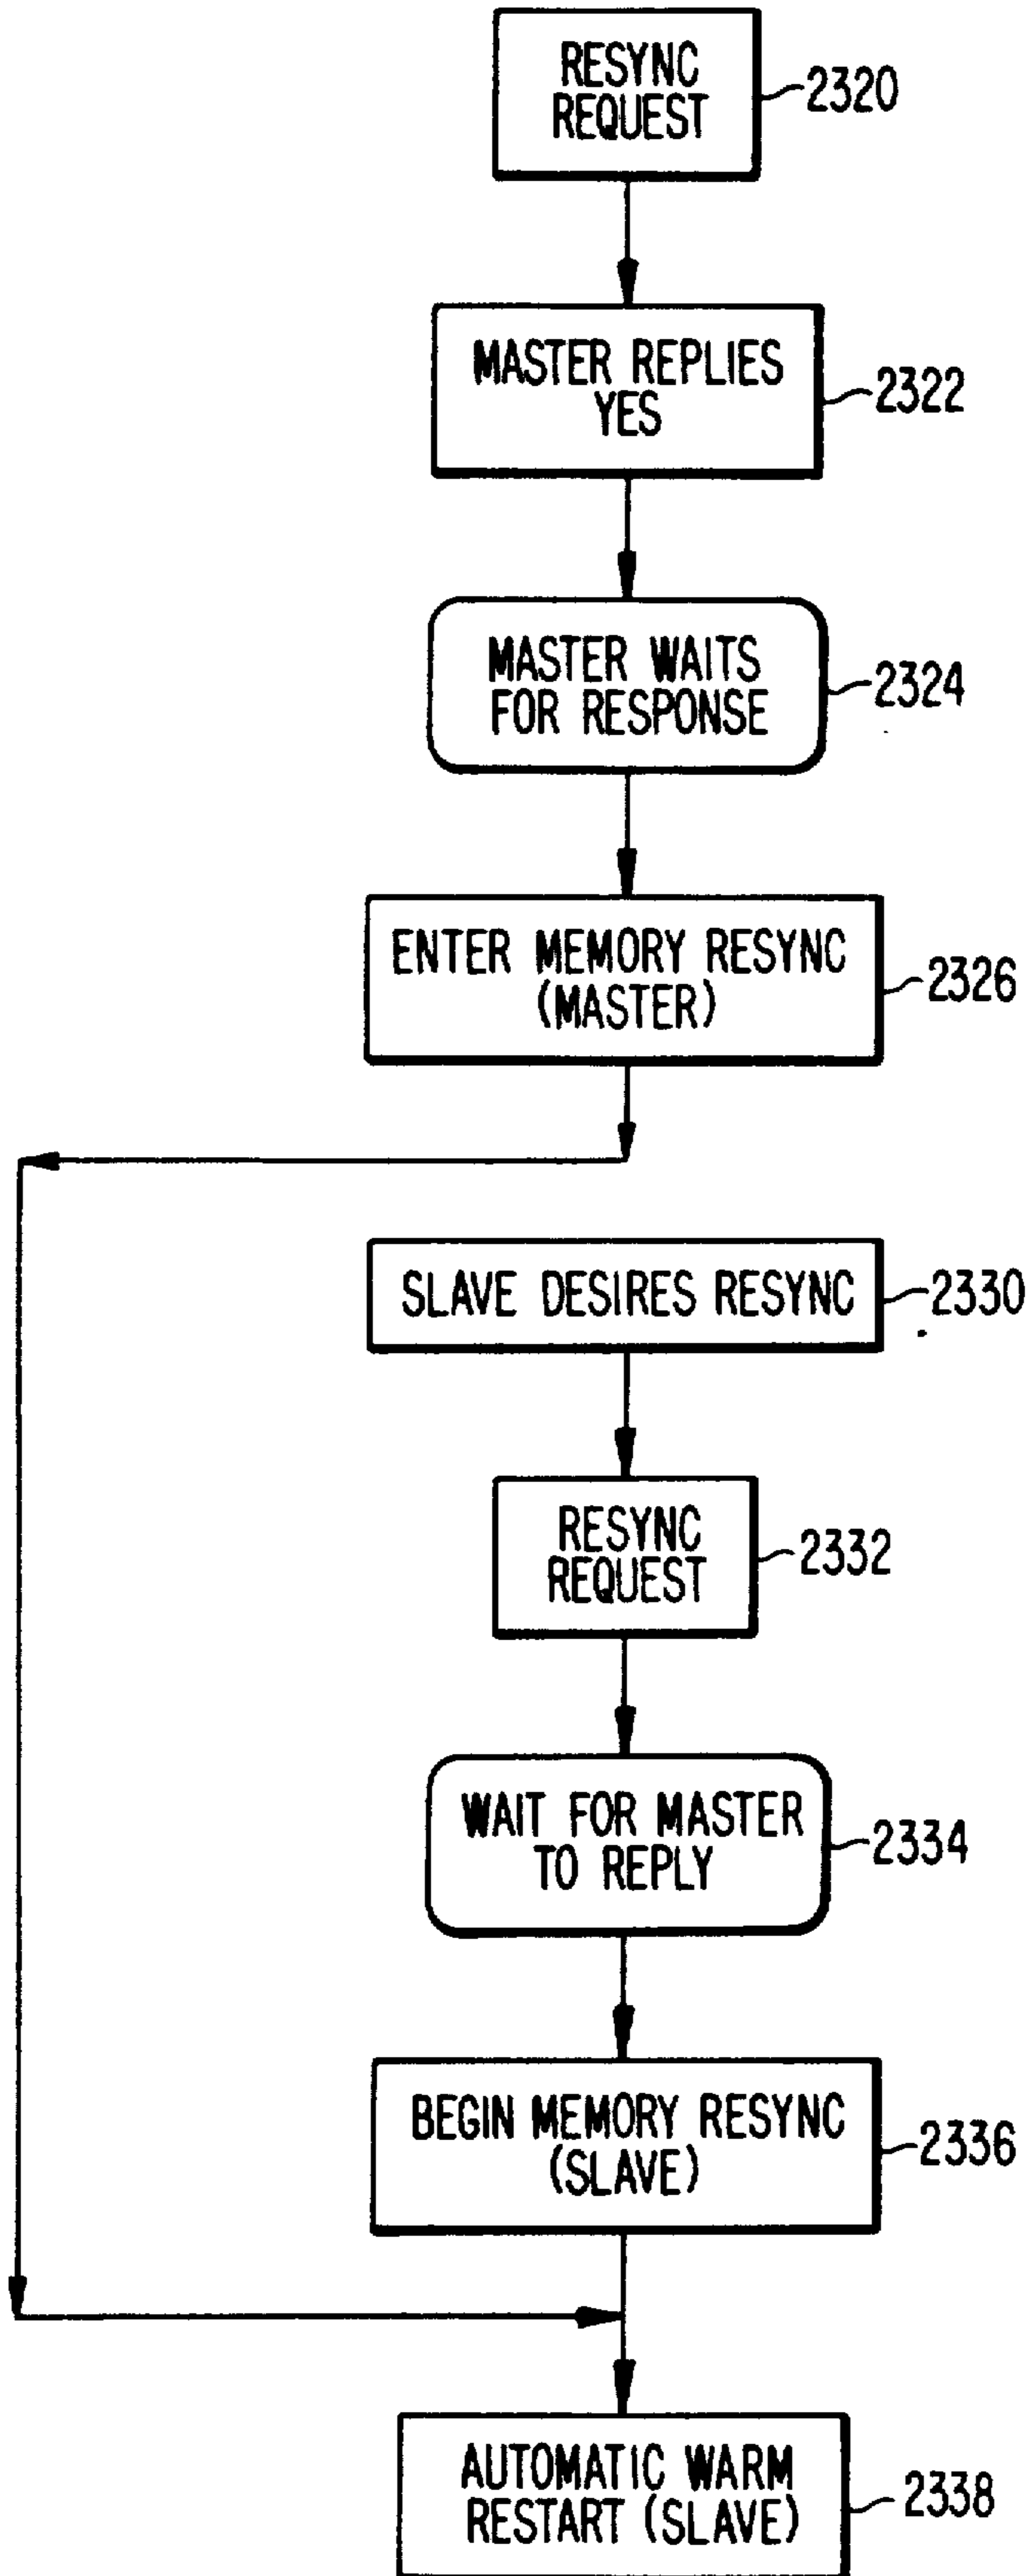 RESYNC
REQUEST
2320
MASTER REPLIES
YES
2322
MASTER WAITS
FOR RESPONSE
2324
ENTER MEMORY RESYNC
(MASTER)
2326
SLAVE DESIRES RESYNC
2330
RESYNC
REQUEST
2332
WAIT FOR MASTER
TO REPLY
2334
BEGIN MEMORY RESYNC
(SLAVE)
2336
AUTOMATIC WARM
RESTART (SLAVE)
2338